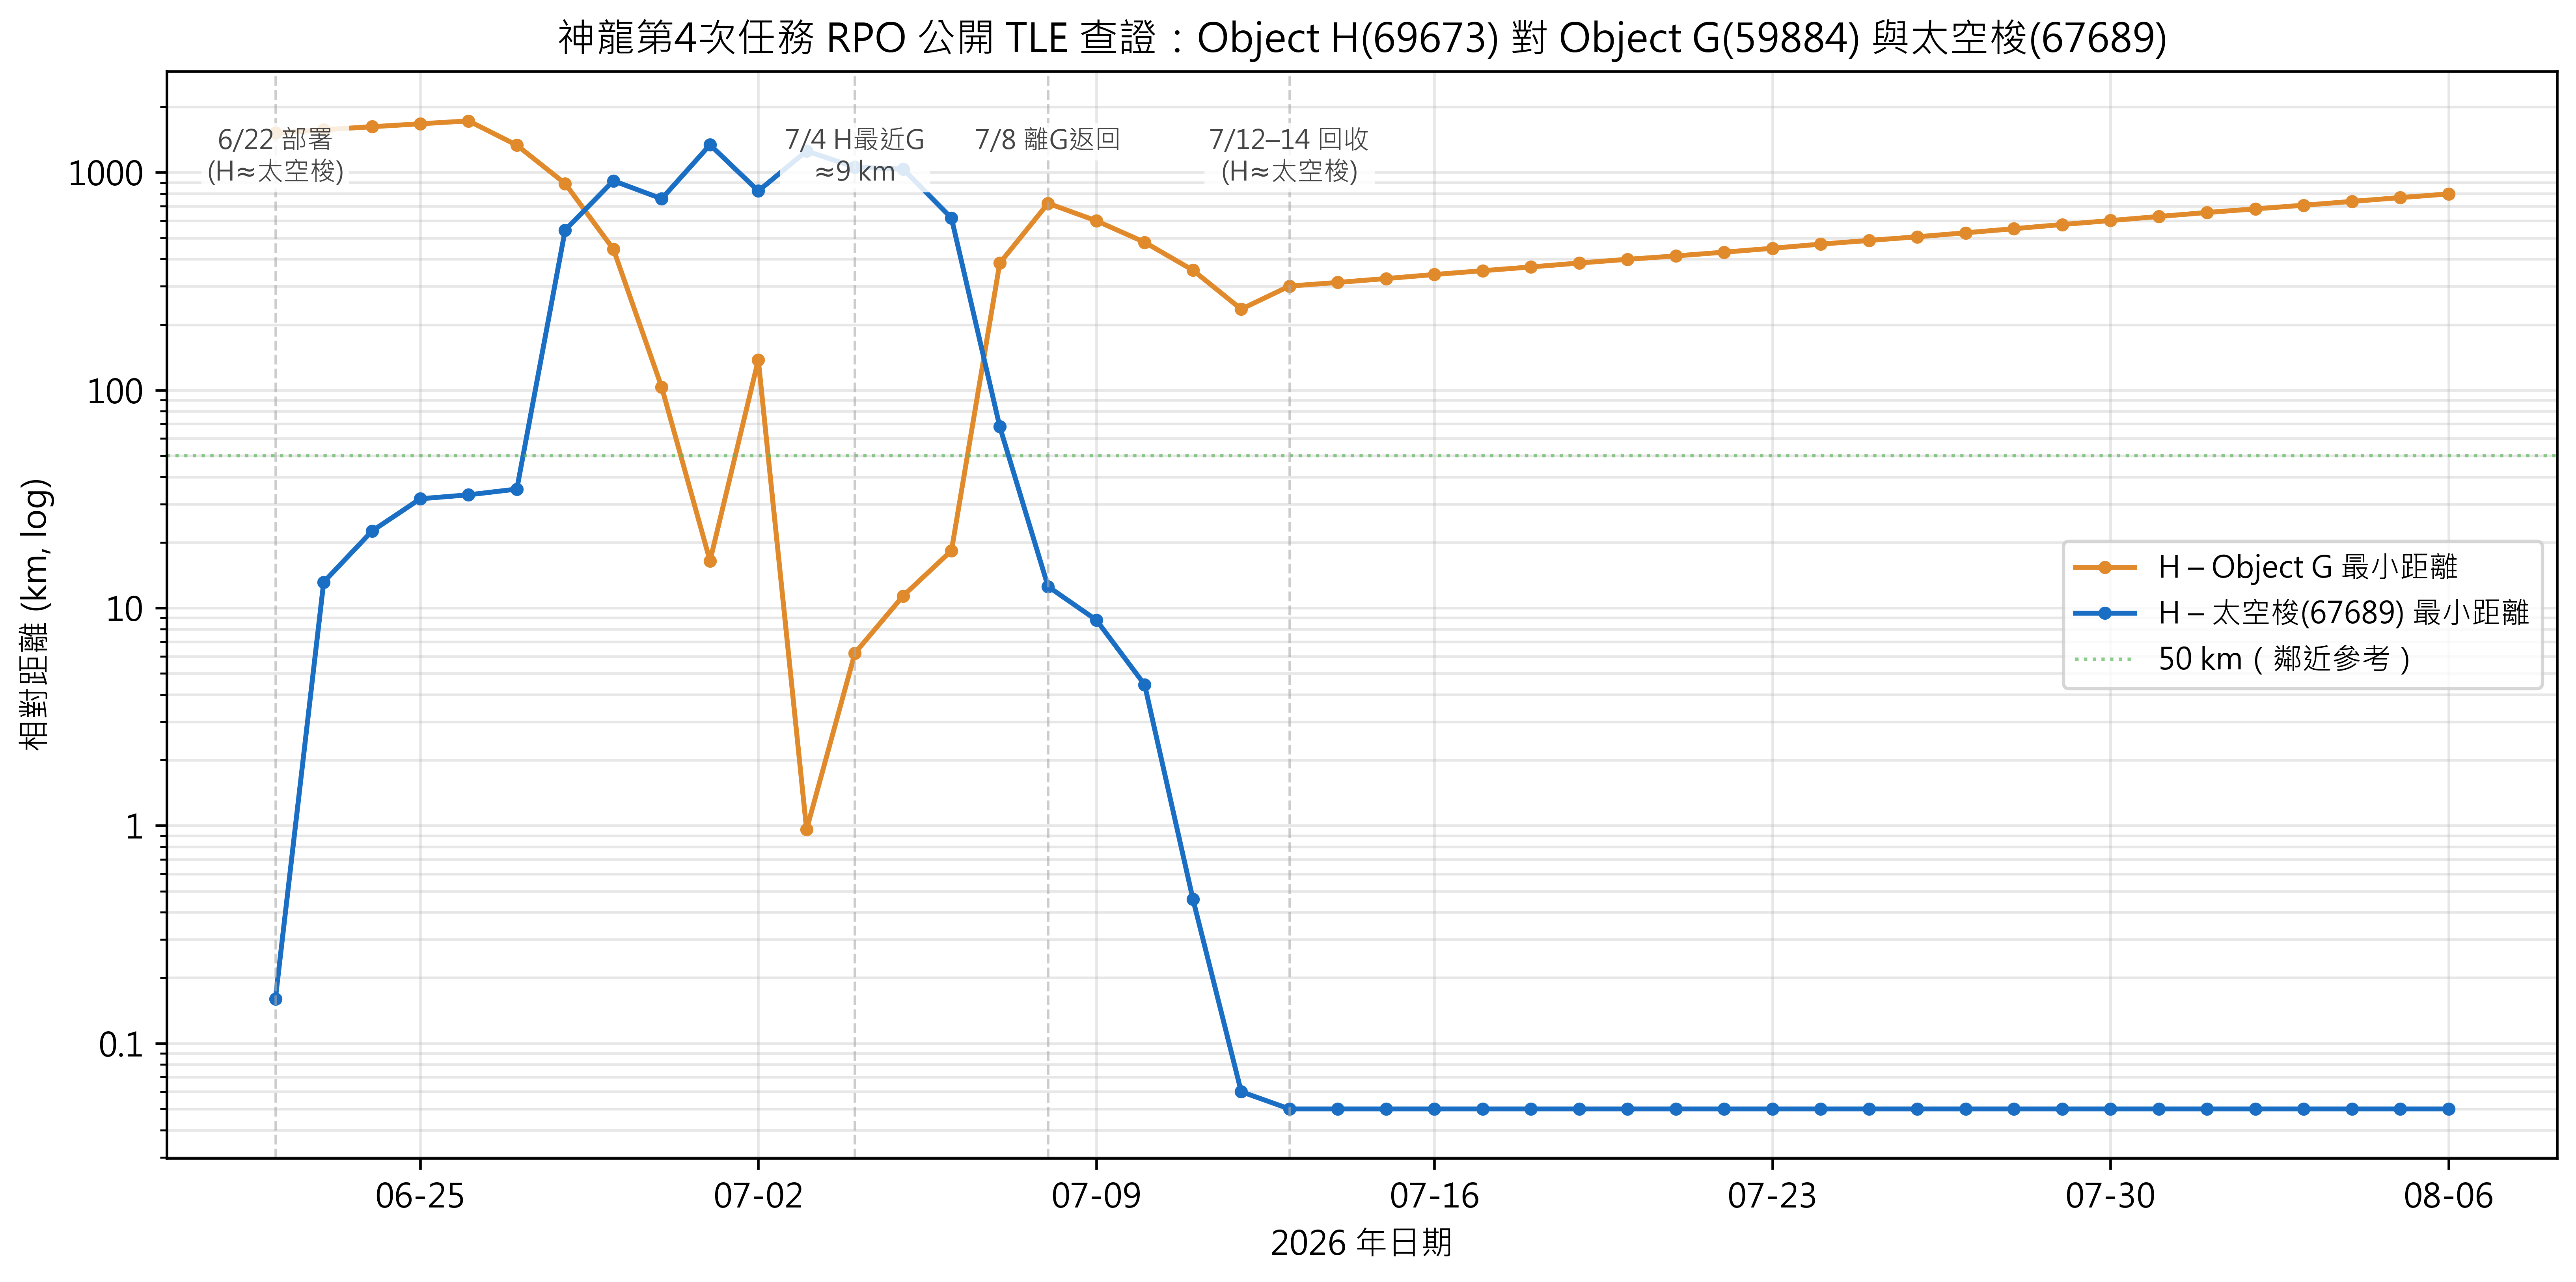 神龍第4次任務 RPO 公開 TLE 查證：Object H(69673) 對 Object G(59884) 與太空梭(67689)
6/22 部署
(H≈太空梭)
7/4 H最近G
≈9 km
7/8 離G返回
7/12–14 回收
(H≈太空梭)
1000
100
10
1
0.1
相對距離 (km, log)
H – Object G 最小距離
H – 太空梭(67689) 最小距離
50 km（鄰近參考）
06-25
07-02
07-09
07-16
07-23
07-30
08-06
2026 年日期